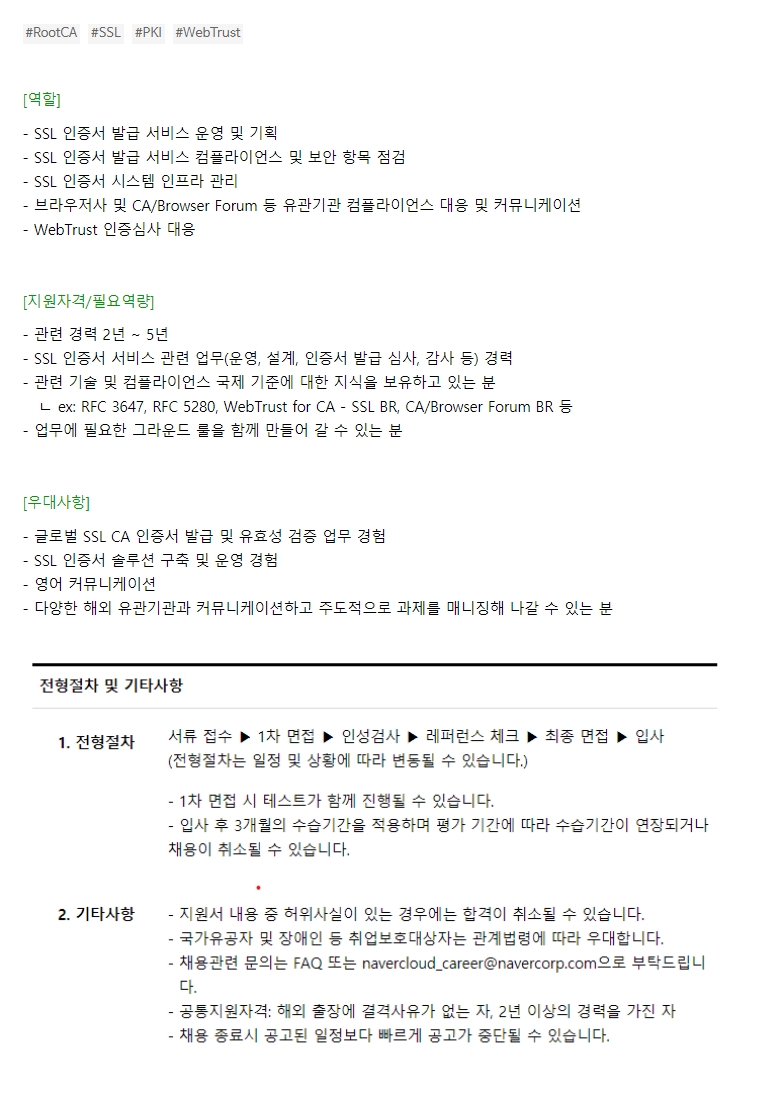 #RootCA #SSL #PKI #WebTrust
[역할]
- SSL 인증서 발급 서비스 운영 및 기획
- SSL 인증서 발급 서비스 컴플라이언스 및 보안 항목 점검
- SSL 인증서 시스템 인프라 관리
- 브라우저사 및 CA/Browser Forum 등 유관기관 컴플라이언스 대응 및 커뮤니케이션
- WebTrust 인증심사 대응
[지원자격/필요역량]
- 관련 경력 2년 ~ 5년
- SSL 인증서 서비스 관련 업무(운영, 설계, 인증서 발급 심사, 감사 등) 경력
- 관련 기술 및 컴플라이언스 국제 기준에 대한 지식을 보유하고 있는 분
ㄴ ex: RFC 3647, RFC 5280, WebTrust for CA - SSL BR, CA/Browser Forum BR 등
- 업무에 필요한 그라운드 룰을 함께 만들어 갈 수 있는 분
[우대사항]
- 글로벌 SSL CA 인증서 발급 및 유효성 검증 업무 경험
- SSL 인증서 솔루션 구축 및 운영 경험
- 영어 커뮤니케이션
- 다양한 해외 유관기관과 커뮤니케이션하고 주도적으로 과제를 매니징해 나갈 수 있는 분
전형절차 및 기타사항
1. 전형절차 서류 접수 ▶ 1차 면접 ▶ 인성검사 ▶ 레퍼런스 체크 ▶ 최종 면접 ▶ 입사
(전형절차는 일정 및 상황에 따라 변동될 수 있습니다.)
- 1차 면접 시 테스트가 함께 진행될 수 있습니다.
- 입사 후 3개월의 수습기간을 적용하며 평가 기간에 따라 수습기간이 연장되거나
채용이 취소될 수 있습니다.
2. 기타사항 - 지원서 내용 중 허위사실이 있는 경우에는 합격이 취소될 수 있습니다.
- 국가유공자 및 장애인 등 취업보호대상자는 관계법령에 따라 우대합니다.
- 채용관련 문의는 FAQ 또는 navercloud_career@navercorp.com으로 부탁드립니
다.
- 공통지원자격: 해외 출장에 결격사유가 없는 자, 2년 이상의 경력을 가진 자
- 채용 종료시 공고된 일정보다 빠르게 공고가 중단될 수 있습니다.